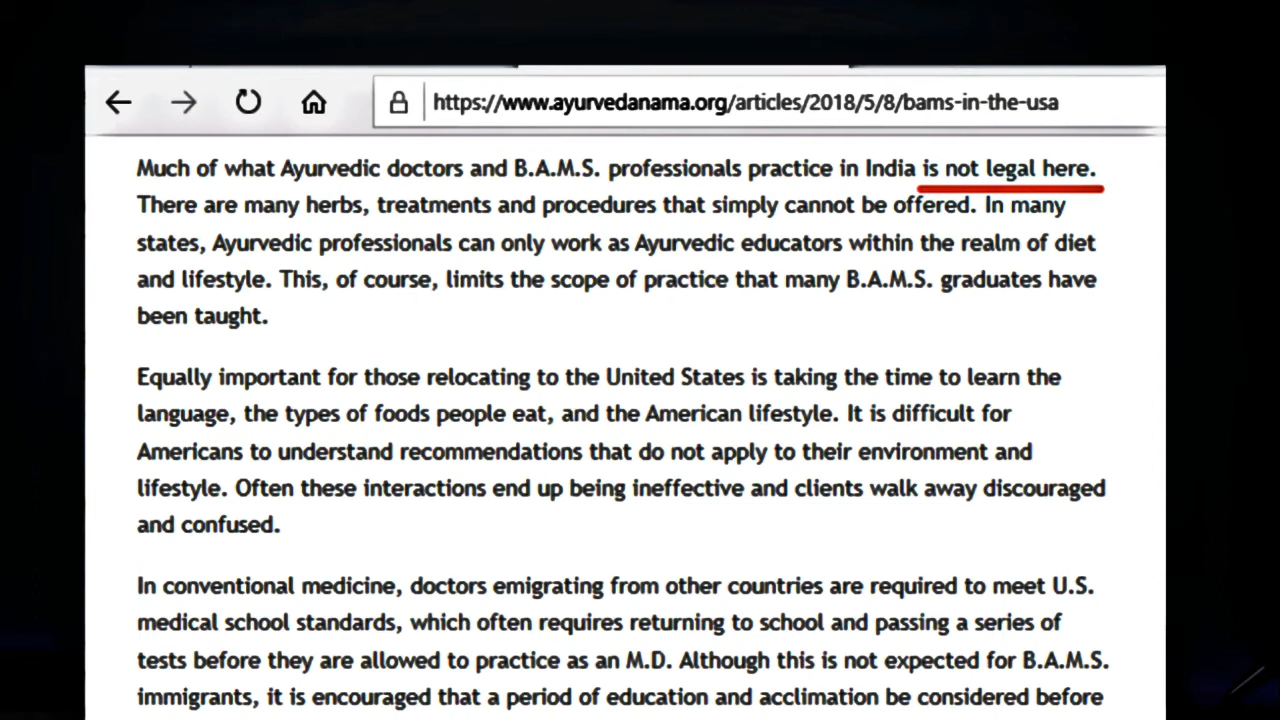 https://www.ayurvedanama.org/articles/2018/5/8/bams-in-the-usa
Much of what Ayurvedic doctors and B.A.M.S. professionals practice in India is not legal here.
There are many herbs, treatments and procedures that simply cannot be offered. In many
states, Ayurvedic professionals can only work as Ayurvedic educators within the realm of diet
and lifestyle. This, of course, limits the scope of practice that many B.A.M.S. graduates have
been taught.
Equally important for those relocating to the United States is taking the time to learn the
language, the types of foods people eat, and the American lifestyle. It is difficult for
Americans to understand recommendations that do not apply to their environment and
lifestyle. Often these interactions end up being ineffective and clients walk away discouraged
and confused.
In conventional medicine, doctors emigrating from other countries are required to meet U.S.
medical school standards, which often requires returning to school and passing a series of
tests before they are allowed to practice as an M.D. Although this is not expected for B.A.M.S.
immigrants, it is encouraged that a period of education and acclimation be considered before